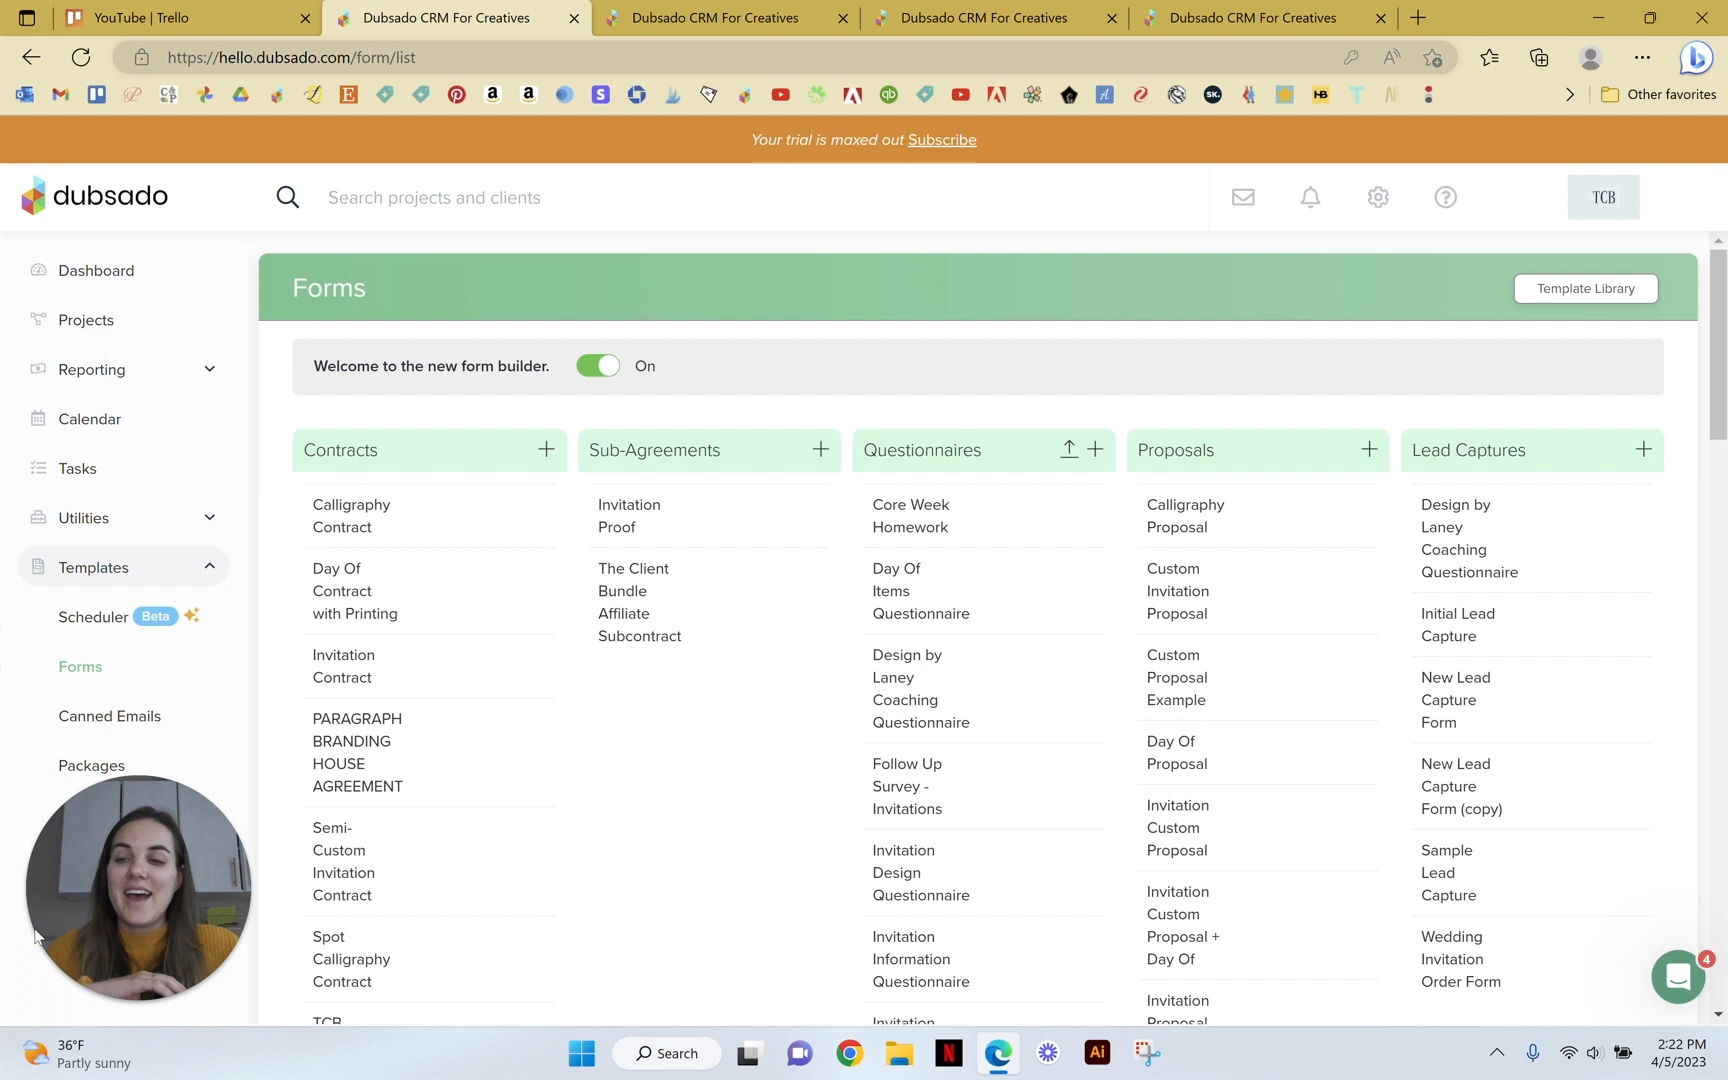 YouTube | Trello
Dubsado CRM For Creatives
Dubsado CRM For Creatives
Dubsado CRM For Creatives
Dubsado CRM For Creatives
https://hello.dubsado.com/form/list
Other favorites
Your trial is maxed out Subscribe
dubsado
Search projects and clients
TCB
Dashboard
Projects
Reporting
Calendar
Tasks
Utilities
Templates
Scheduler Beta
Forms
Canned Emails
Packages
Forms
Template Library
Welcome to the new form builder.
On
Contracts
Calligraphy
Contract
Day Of
Contract
with Printing
Invitation
Contract
PARAGRAPH
BRANDING
HOUSE
AGREEMENT
Semi-
Custom
Invitation
Contract
Spot
Calligraphy
Contract
TCB
Sub-Agreements
Invitation
Proof
The Client
Bundle
Affiliate
Subcontract
Questionnaires
Core Week
Homework
Day Of
Items
Questionnaire
Design by
Laney
Coaching
Questionnaire
Follow Up
Survey -
Invitations
Invitation
Design
Questionnaire
Invitation
Information
Questionnaire
Invitation
Proposals
Calligraphy
Proposal
Custom
Invitation
Proposal
Custom
Proposal
Example
Day Of
Proposal
Invitation
Custom
Proposal
Invitation
Custom
Proposal +
Day Of
Invitation
Proposal
Lead Captures
Design by
Laney
Coaching
Questionnaire
Initial Lead
Capture
New Lead
Capture
Form
New Lead
Capture
Form (copy)
Sample
Lead
Capture
Wedding
Invitation
Order Form
4
36°F
Partly sunny
Search
Ai
2:22 PM
4/5/2023